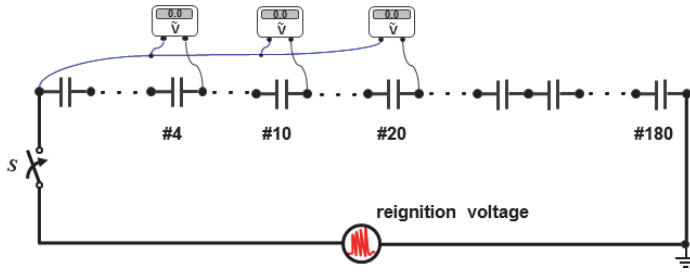 0.0 0.0 0.0
Ṽ Ṽ Ṽ
#4 #10 #20 #180
S
reignition voltage